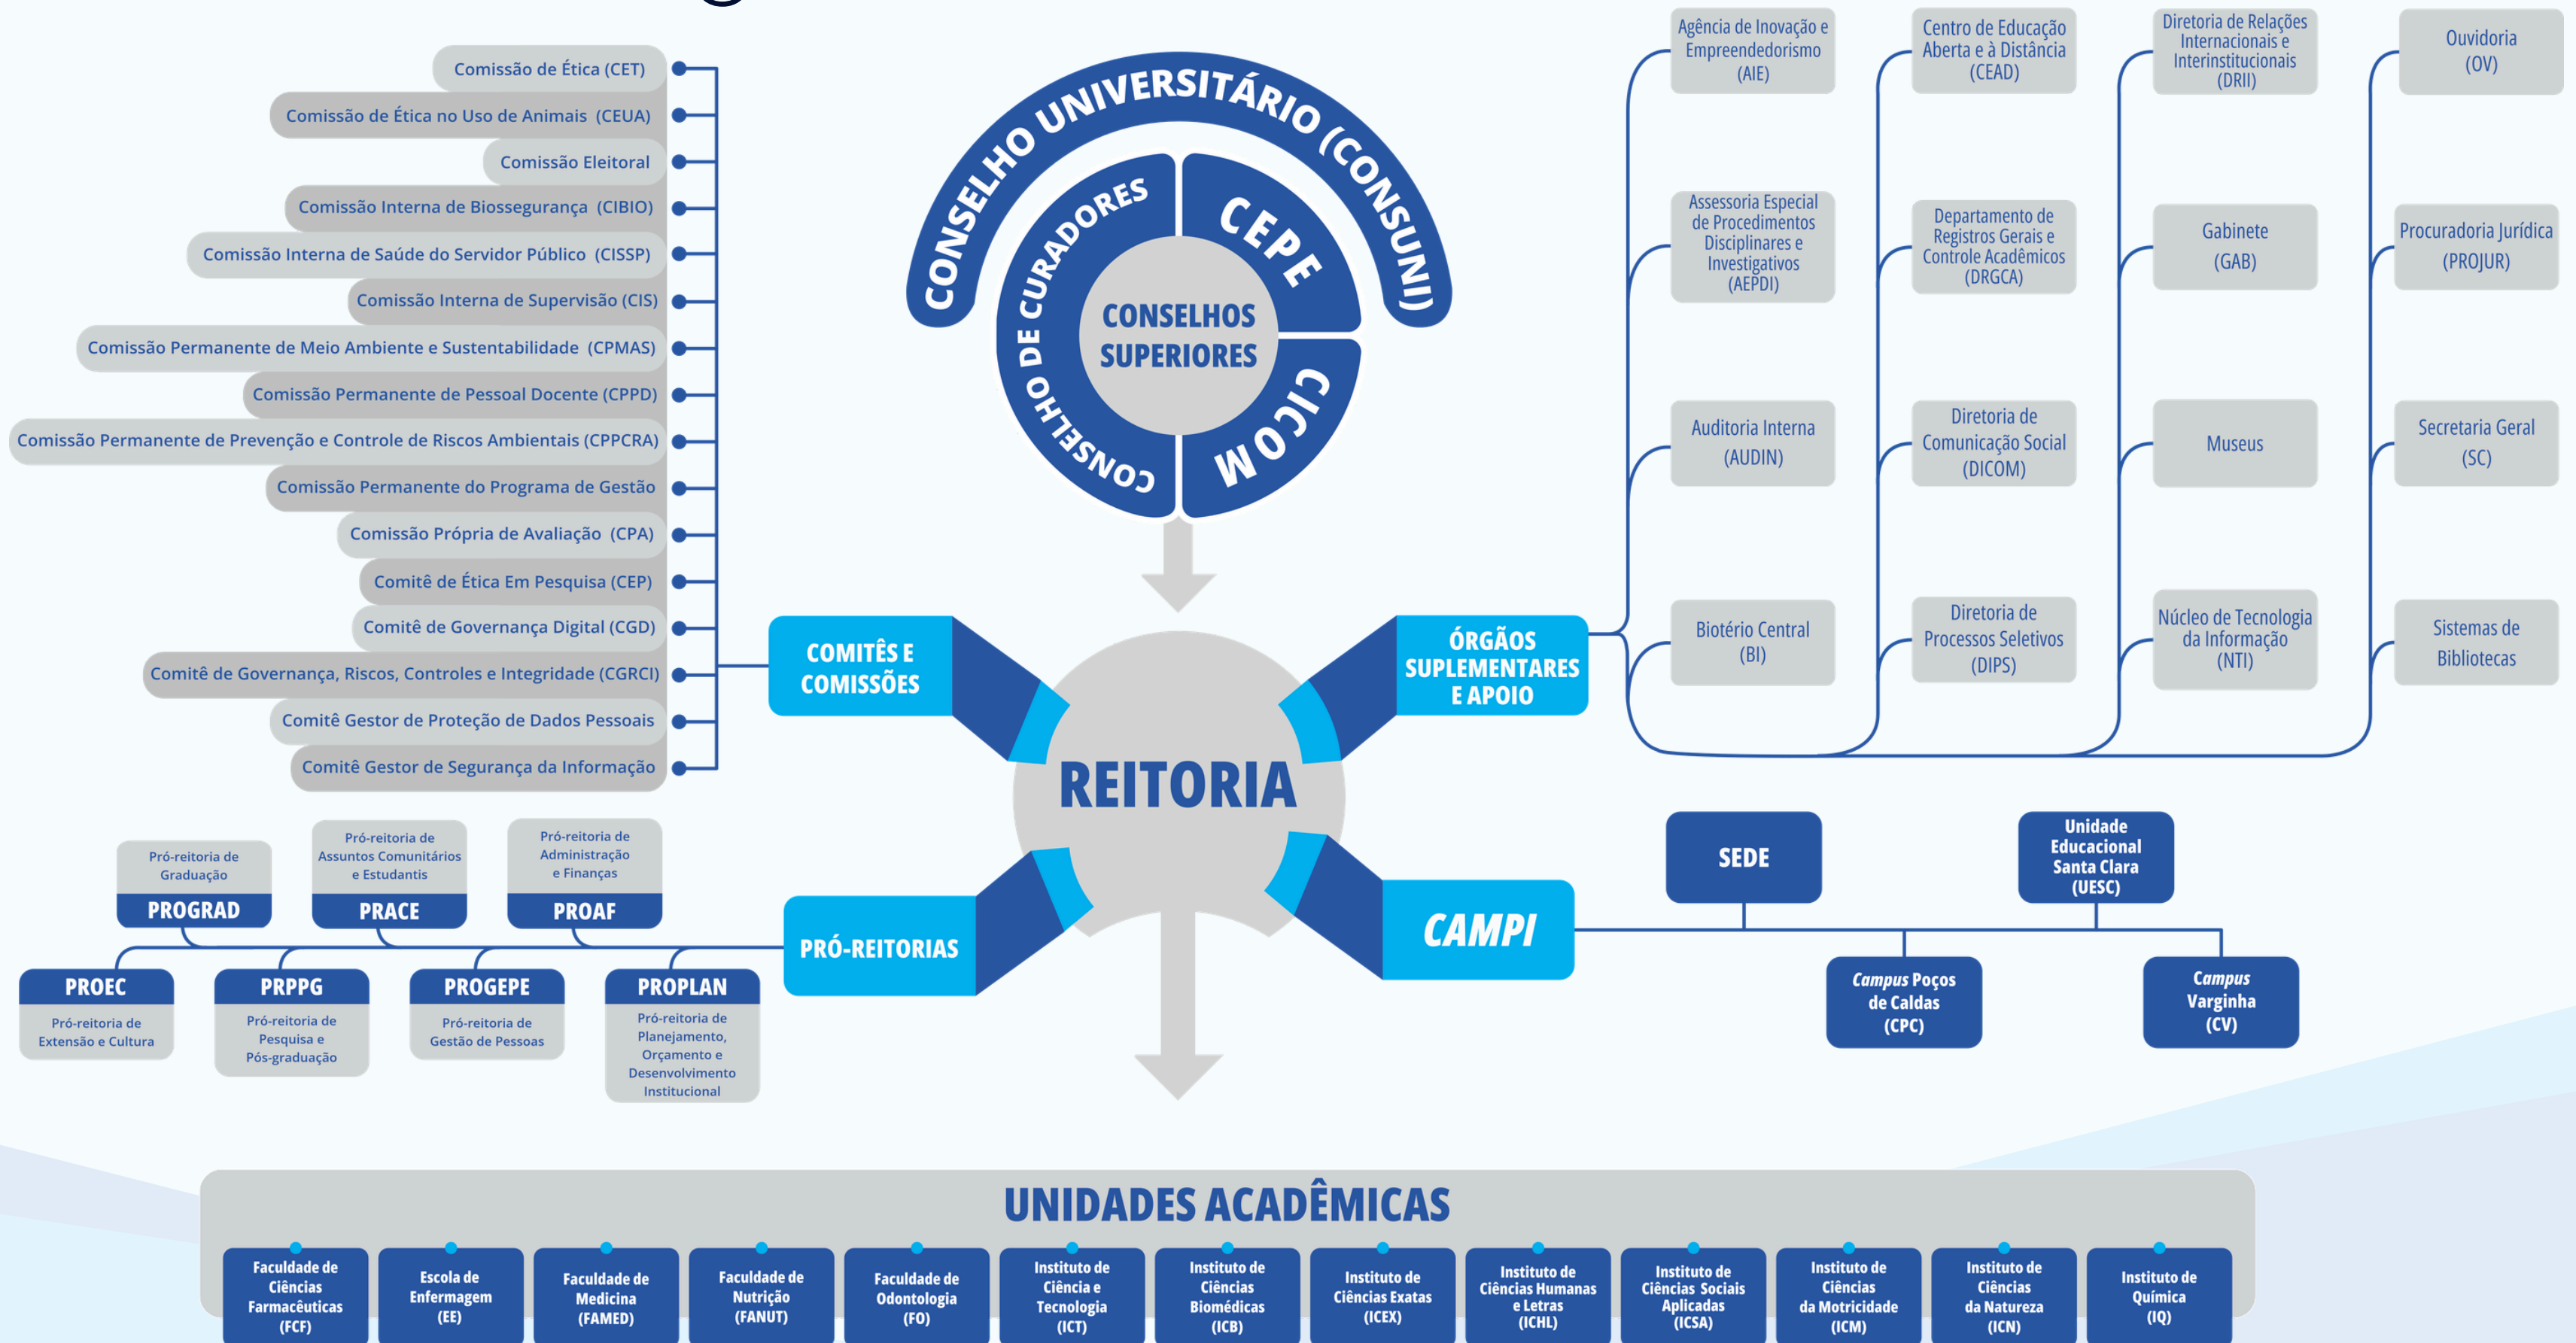 Comissão de Ética (CET)
Comissão de Ética no Uso de Animais (CEUA)
Comissão Eleitoral
Comissão Interna de Biossegurança (CIBIO)
Comissão Interna de Saúde do Servidor Público (CISSP)
Comissão Interna de Supervisão (CIS)
Comissão Permanente de Meio Ambiente e Sustentabilidade (CPMAS)
Comissão Permanente de Pessoal Docente (CPPD)
Comissão Permanente de Prevenção e Controle de Riscos Ambientais (CPPCRA)
Comissão Permanente do Programa de Gestão
Comissão Própria de Avaliação (CPA)
Comitê de Ética Em Pesquisa (CEP)
Comitê de Governança Digital (CGD)
Comitê de Governança, Riscos, Controles e Integridade (CGRCI)
Comitê Gestor de Proteção de Dados Pessoais
Comitê Gestor de Segurança da Informação
COMITÊS E
COMISSÕES
CONSELHO UNIVERSITÁRIO (CONSUNI)
CONSELHO DE CURADORES
CEPE
CICOM
CONSELHOS
SUPERIORES
REITORIA
ÓRGÃOS
SUPLEMENTARES
E APOIO
Agência de Inovação e
Empreendedorismo
(AIE)
Centro de Educação
Aberta e à Distância
(CEAD)
Diretoria de Relações
Internacionais e
Interinstitucionais
(DRII)
Ouvidoria
(OV)
Assessoria Especial
de Procedimentos
Disciplinares e
Investigativos
(AEPDI)
Departamento de
Registros Gerais e
Controle Acadêmicos
(DRGCA)
Gabinete
(GAB)
Procuradoria Jurídica
(PROJUR)
Auditoria Interna
(AUDIN)
Diretoria de
Comunicação Social
(DICOM)
Museus
Secretaria Geral
(SC)
Biotério Central
(BI)
Diretoria de
Processos Seletivos
(DIPS)
Núcleo de Tecnologia
da Informação
(NTI)
Sistemas de
Bibliotecas
Pró-reitoria de
Graduação
PROGRAD
Pró-reitoria de
Assuntos Comunitários
e Estudantis
PRACE
Pró-reitoria de
Administração
e Finanças
PROAF
PRÓ-REITORIAS
PROEC
Pró-reitoria de
Extensão e Cultura
PRPPG
Pró-reitoria de
Pesquisa e
Pós-graduação
PROGEPE
Pró-reitoria de
Gestão de Pessoas
PROPLAN
Pró-reitoria de
Planejamento,
Orçamento e
Desenvolvimento
Institucional
CAMPI
SEDE
Unidade
Educacional
Santa Clara
(UESC)
Campus Poços
de Caldas
(CPC)
Campus
Varginha
(CV)
UNIDADES ACADÊMICAS
Faculdade de
Ciências
Farmacêuticas
(FCF)
Escola de
Enfermagem
(EE)
Faculdade de
Medicina
(FAMED)
Faculdade de
Nutrição
(FANUT)
Faculdade de
Odontologia
(FO)
Instituto de
Ciência e
Tecnologia
(ICT)
Instituto de
Ciências
Biomédicas
(ICB)
Instituto de
Ciências Exatas
(ICEX)
Instituto de
Ciências Humanas
e Letras
(ICHL)
Instituto de
Ciências Sociais
Aplicadas
(ICSA)
Instituto de
Ciências
da Motricidade
(ICM)
Instituto de
Ciências
da Natureza
(ICN)
Instituto de
Química
(IQ)